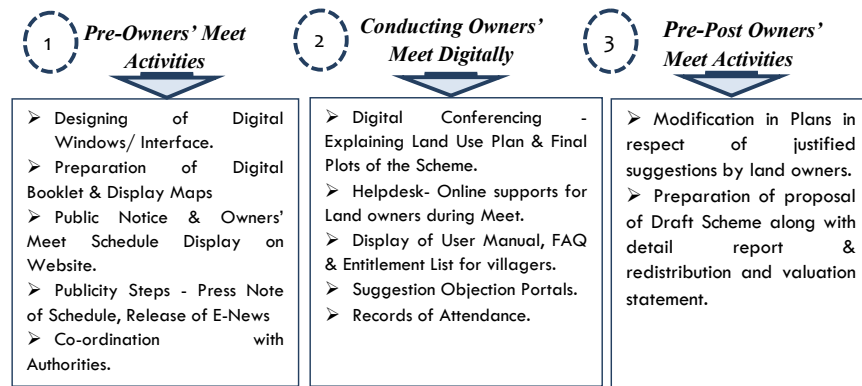 1
Pre-Owners' Meet
Activities
➢ Designing of Digital
Windows/ Interface.
➢ Preparation of Digital
Booklet & Display Maps
➢ Public Notice & Owners'
Meet Schedule Display on
Website.
➢ Publicity Steps - Press Note
of Schedule, Release of E-News
➢ Co-ordination with
Authorities.
2
Conducting Owners'
Meet Digitally
➢ Digital Conferencing -
Explaining Land Use Plan & Final
Plots of the Scheme.
➢ Helpdesk- Online supports for
Land owners during Meet.
➢ Display of User Manual, FAQ
& Entitlement List for villagers.
➢ Suggestion Objection Portals.
➢ Records of Attendance.
3
Pre-Post Owners'
Meet Activities
➢ Modification in Plans in
respect of justified
suggestions by land owners.
➢ Preparation of proposal
of Draft Scheme along with
detail report &
redistribution and valuation
statement.